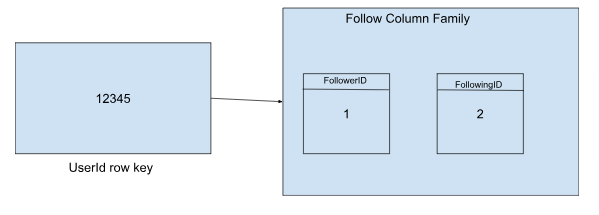 Follow Column Family
12345
UserId row key
FollowerID
1
FollowingID
2